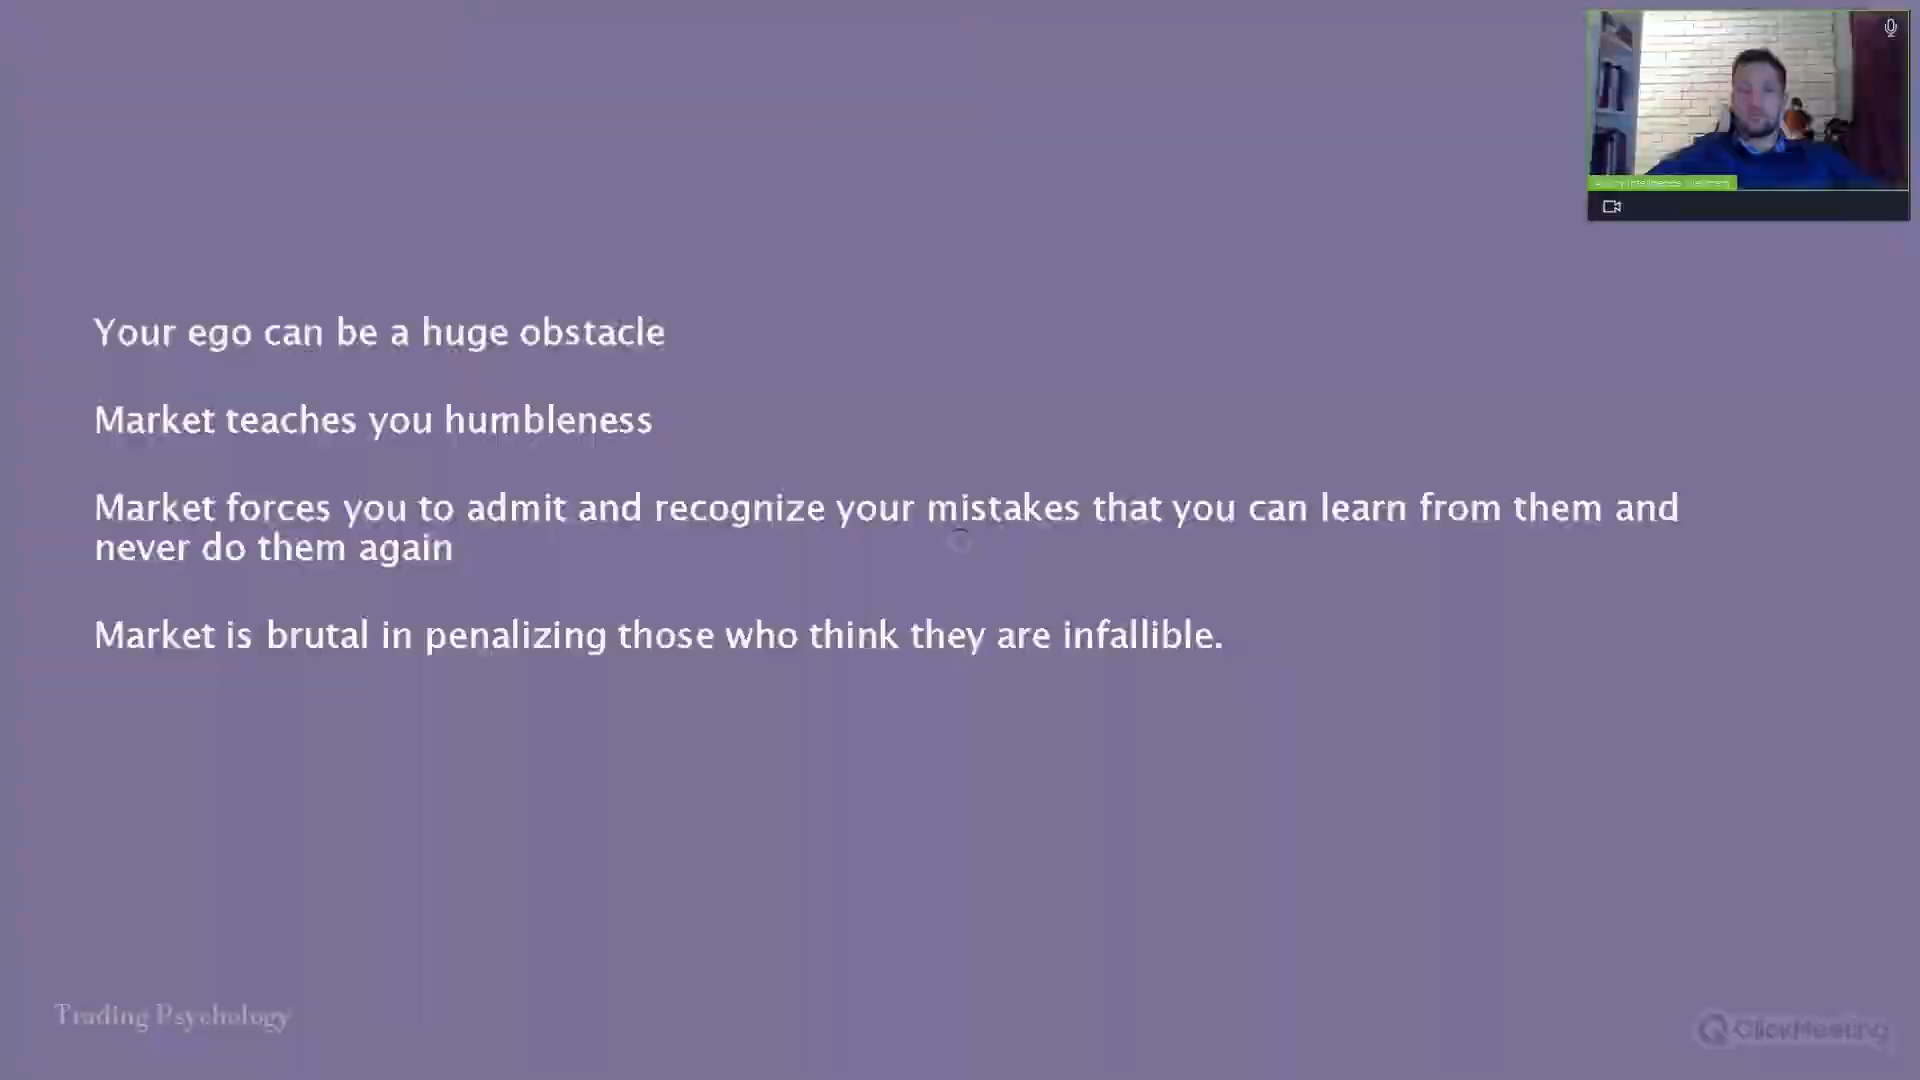 Your ego can be a huge obstacle
Market teaches you humbleness
Market forces you to admit and recognize your mistakes that you can learn from them and
never do them again
Market is brutal in penalizing those who think they are infallible.
Trading Psychology
ClickMeeting